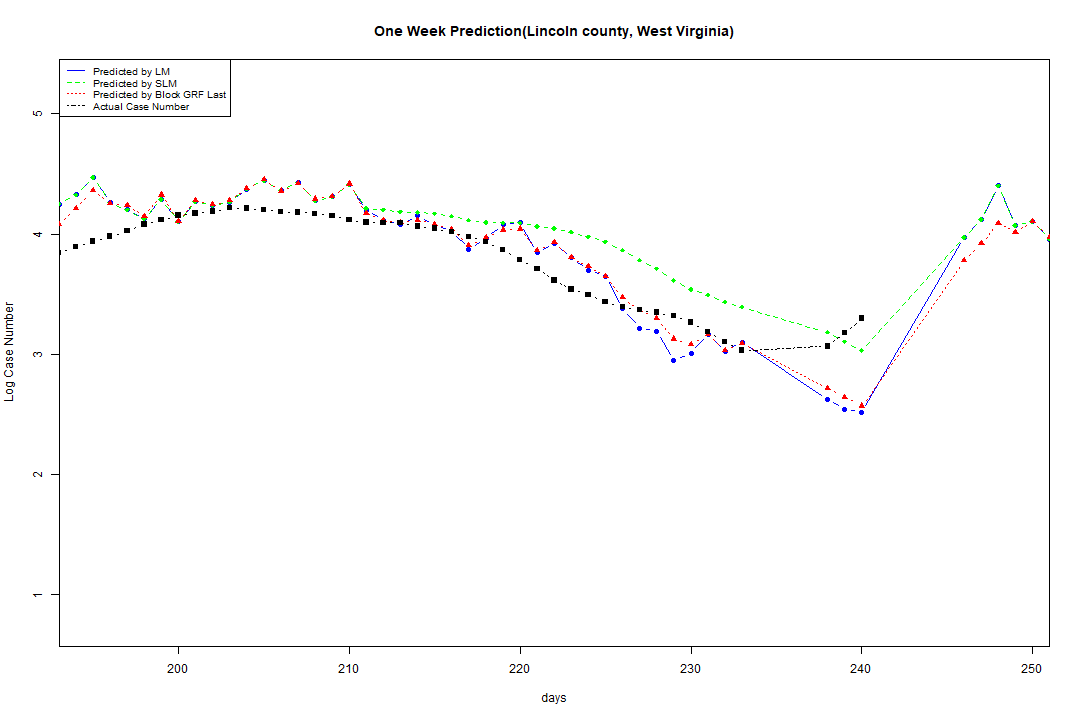 One Week Prediction(Lincoln county, West Virginia)
Predicted by LM
Predicted by SLM
Predicted by Block GRF Last
Actual Case Number
5
4
3
2
1
Log Case Number
200 210 220 230 240 250
days